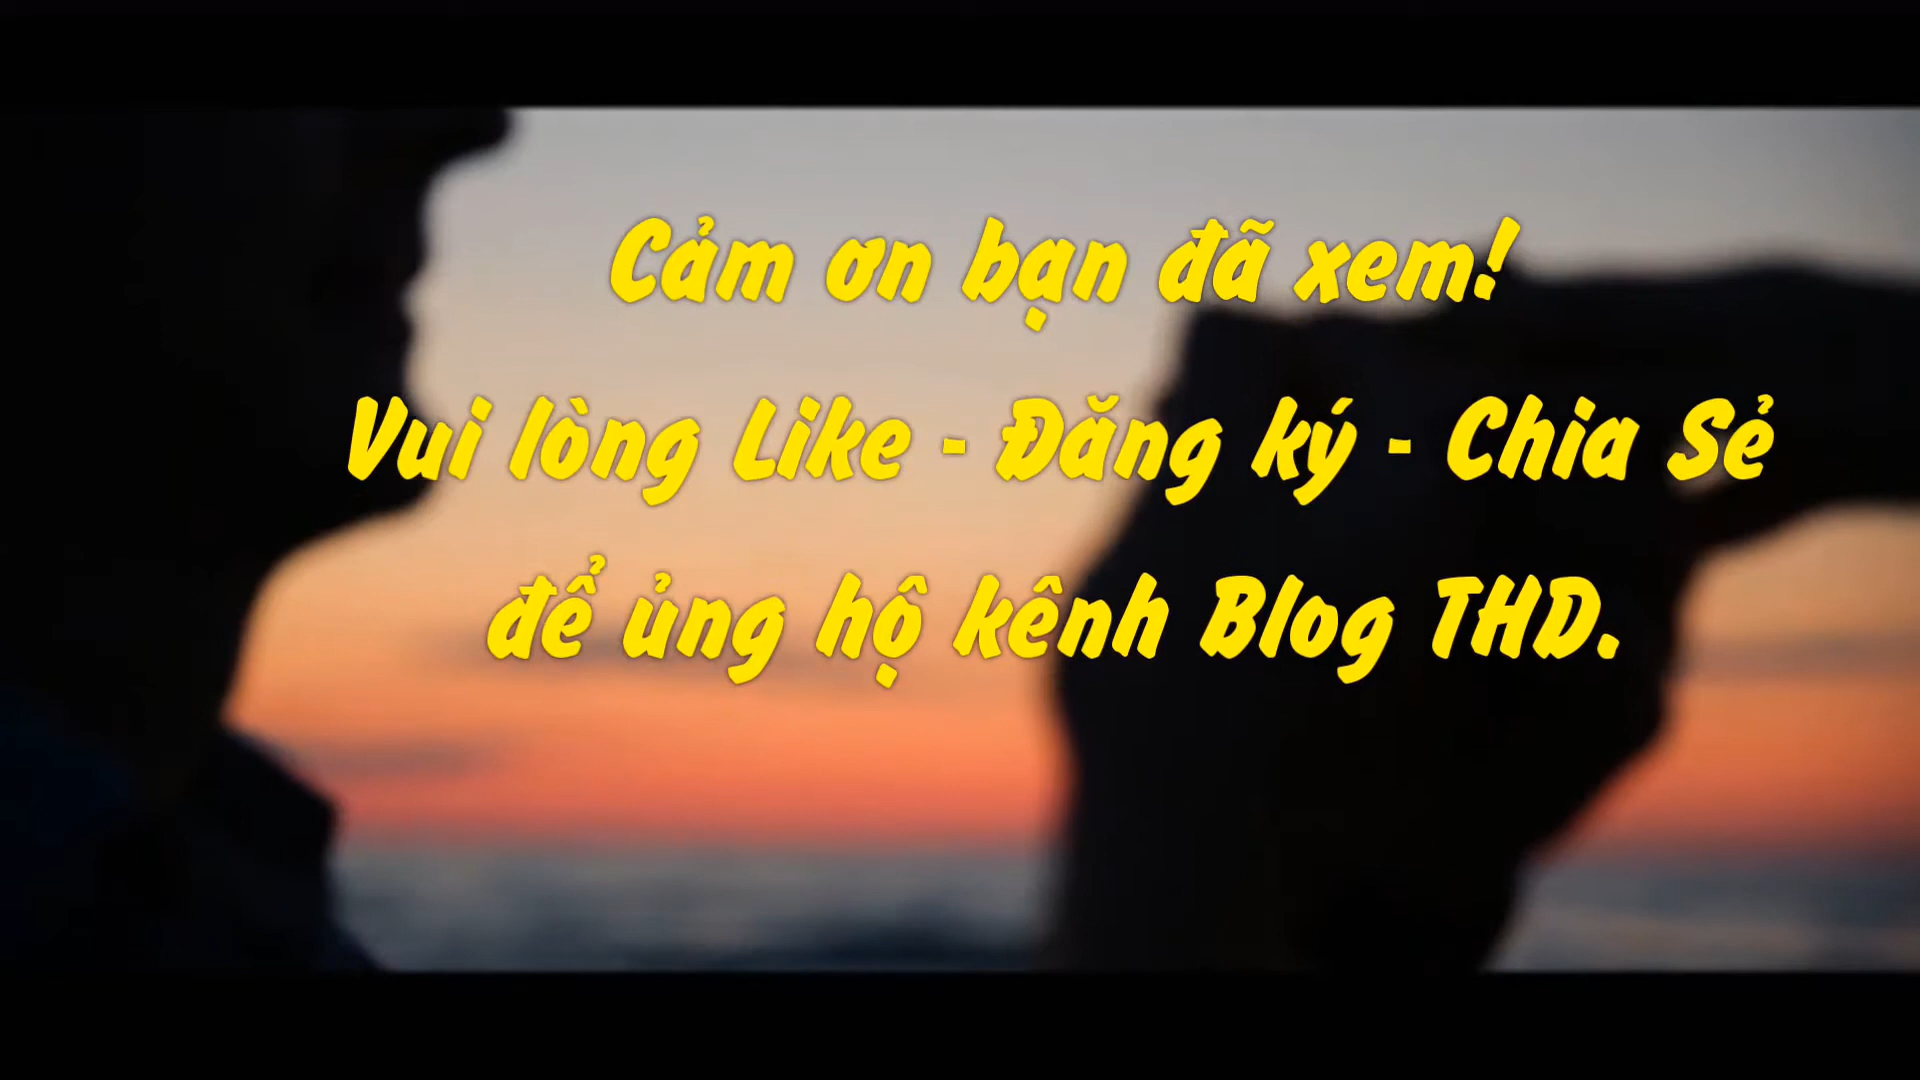 Cảm ơn bạn đã xem!
Vui lòng Like - Đăng ký - Chia Sẻ
để ủng hộ kênh Blog THD.